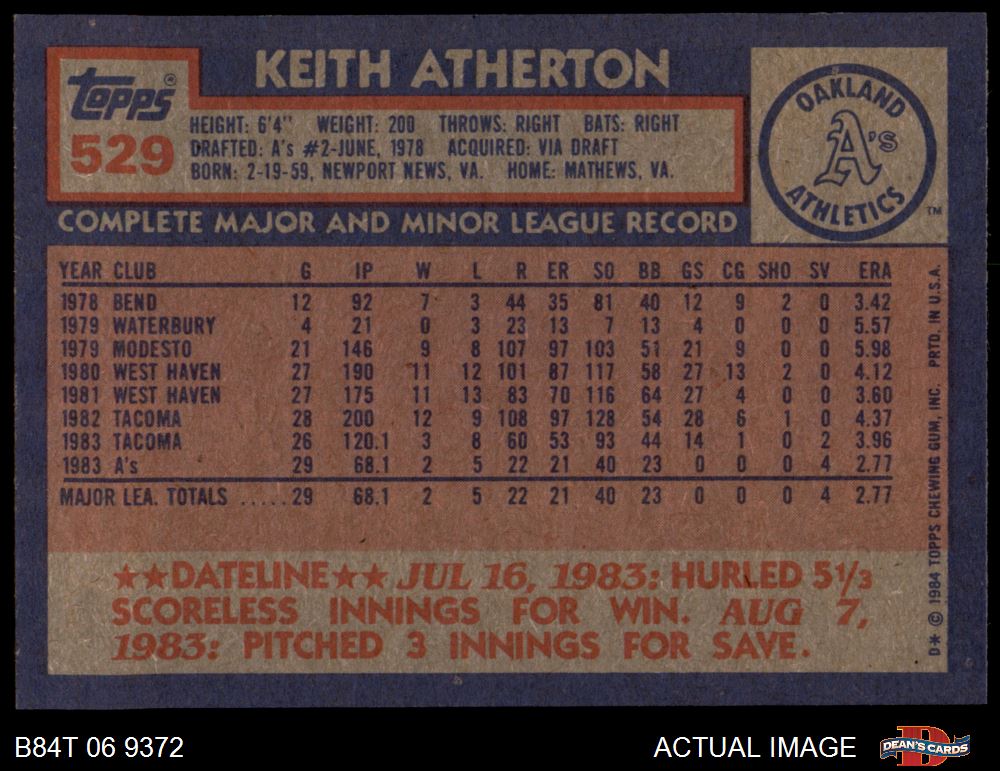 KEITH ATHERTON
Topps®
529
HEIGHT: 6'4" WEIGHT: 200 THROWS: RIGHT BATS: RIGHT
DRAFTED: A's #2-JUNE, 1978 ACQUIRED: VIA DRAFT
BORN: 2-19-59, NEWPORT NEWS, VA. HOME: MATHEWS, VA.
OAKLAND
A's
ATHLETICS
TM
COMPLETE MAJOR AND MINOR LEAGUE RECORD
YEAR CLUB G IP W L R ER SO BB GS CG SHO SV ERA
1978 BEND 12 92 7 3 44 35 81 40 12 9 2 0 3.42
1979 WATERBURY 4 21 0 3 23 13 7 13 4 0 0 0 5.57
1979 MODESTO 21 146 9 8 107 97 103 51 21 9 0 0 5.98
1980 WEST HAVEN 27 190 11 12 101 87 117 58 27 13 2 0 4.12
1981 WEST HAVEN 27 175 11 13 83 70 116 64 27 4 0 0 3.60
1982 TACOMA 28 200 12 9 108 97 128 54 28 6 1 0 4.37
1983 TACOMA 26 120.1 3 8 60 53 93 44 14 1 0 2 3.96
1983 A's 29 68.1 2 5 22 21 40 23 0 0 0 4 2.77
MAJOR LEA. TOTALS .....29 68.1 2 5 22 21 40 23 0 0 0 4 2.77
★★DATELINE★★ JUL 16, 1983: HURLED 5 1/3
SCORELESS INNINGS FOR WIN. AUG 7,
1983: PITCHED 3 INNINGS FOR SAVE.
D* © 1984 TOPPS CHEWING GUM, INC. PRTD. IN U.S.A.
B84T 06 9372
ACTUAL IMAGE
DEAN'S CARDS